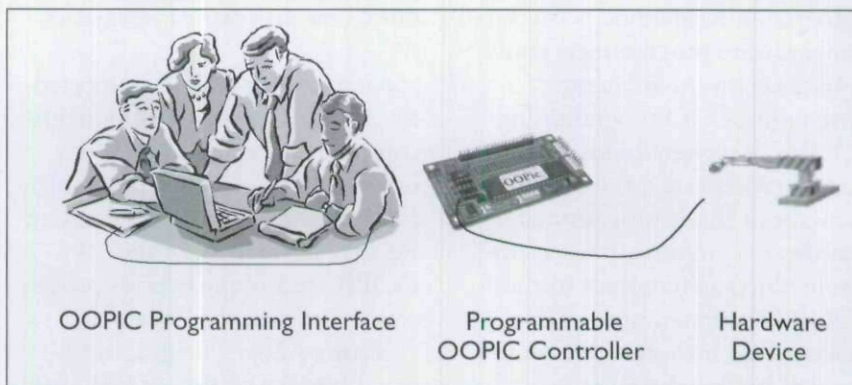 OOPic
OOPIC Programming Interface
Programmable
OOPIC Controller
Hardware
Device